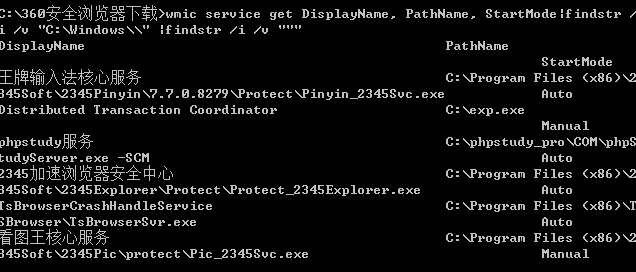 C:\360安全浏览器下载>wmic service get DisplayName, PathName, StartMode|findstr /
i /v "C:\Windows\\" |findstr /i /v """
DisplayName PathName
StartMode
王牌输入法核心服务 C:\Program Files (x86)\2
345Soft\2345Pinyin\7.7.0.8279\Protect\Pinyin_2345Svc.exe Auto
Distributed Transaction Coordinator C:\exp.exe
Manual
phpstudy服务 C:\phpstudy_pro\COM\phpS
tudyServer.exe -SCM Auto
2345加速浏览器安全中心 C:\Program Files (x86)\2
345Soft\2345Explorer\Protect\Protect_2345Explorer.exe Auto
TsBrowserCrashHandleService C:\Program Files (x86)\T
SBrowser\TsBrowserSvr.exe Auto
看图王核心服务 C:\Program Files (x86)\2
345Soft\2345Pic\protect\Pic_2345Svc.exe Manual